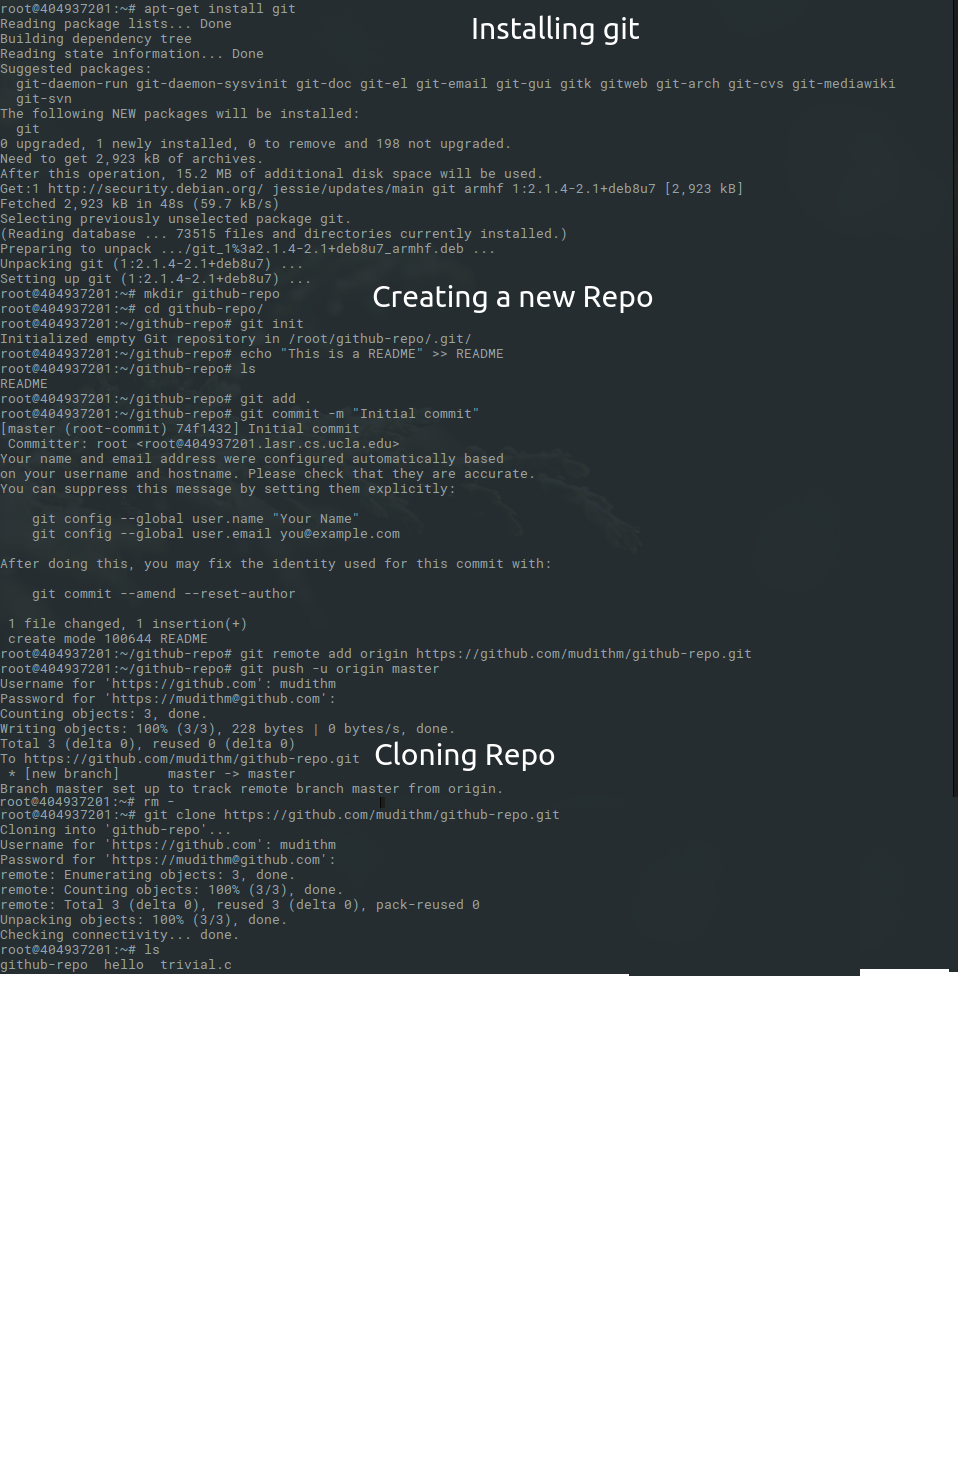 root@404937201:~# apt-get install git
Installing git
Reading package lists... Done
Building dependency tree
Reading state information... Done
Suggested packages:
  git-daemon-run git-daemon-sysvinit git-doc git-el git-email git-gui gitk gitweb git-arch git-cvs git-mediawiki
  git-svn
The following NEW packages will be installed:
  git
0 upgraded, 1 newly installed, 0 to remove and 198 not upgraded.
Need to get 2,923 kB of archives.
After this operation, 15.2 MB of additional disk space will be used.
Get:1 http://security.debian.org/ jessie/updates/main git armhf 1:2.1.4-2.1+deb8u7 [2,923 kB]
Fetched 2,923 kB in 48s (59.7 kB/s)
Selecting previously unselected package git.
(Reading database ... 73515 files and directories currently installed.)
Preparing to unpack .../git_1%3a2.1.4-2.1+deb8u7_armhf.deb ...
Unpacking git (1:2.1.4-2.1+deb8u7) ...
Setting up git (1:2.1.4-2.1+deb8u7) ...
root@404937201:~# mkdir github-repo
Creating a new Repo
root@404937201:~# cd github-repo/
root@404937201:~/github-repo# git init
Initialized empty Git repository in /root/github-repo/.git/
root@404937201:~/github-repo# echo "This is a README" >> README
root@404937201:~/github-repo# ls
README
root@404937201:~/github-repo# git add .
root@404937201:~/github-repo# git commit -m "Initial commit"
[master (root-commit) 74f1432] Initial commit
 Committer: root <root@404937201.lasr.cs.ucla.edu>
Your name and email address were configured automatically based
on your username and hostname. Please check that they are accurate.
You can suppress this message by setting them explicitly:
    git config --global user.name "Your Name"
    git config --global user.email you@example.com
After doing this, you may fix the identity used for this commit with:
    git commit --amend --reset-author
 1 file changed, 1 insertion(+)
 create mode 100644 README
root@404937201:~/github-repo# git remote add origin https://github.com/mudithm/github-repo.git
root@404937201:~/github-repo# git push -u origin master
Username for 'https://github.com': mudithm
Password for 'https://mudithm@github.com':
Counting objects: 3, done.
Writing objects: 100% (3/3), 228 bytes | 0 bytes/s, done.
Total 3 (delta 0), reused 0 (delta 0)
To https://github.com/mudithm/github-repo.git
Cloning Repo
 * [new branch]      master -> master
Branch master set up to track remote branch master from origin.
root@404937201:~# rm -
root@404937201:~# git clone https://github.com/mudithm/github-repo.git
Cloning into 'github-repo'...
Username for 'https://github.com': mudithm
Password for 'https://mudithm@github.com':
remote: Enumerating objects: 3, done.
remote: Counting objects: 100% (3/3), done.
remote: Total 3 (delta 0), reused 3 (delta 0), pack-reused 0
Unpacking objects: 100% (3/3), done.
Checking connectivity... done.
root@404937201:~# ls
github-repo  hello  trivial.c